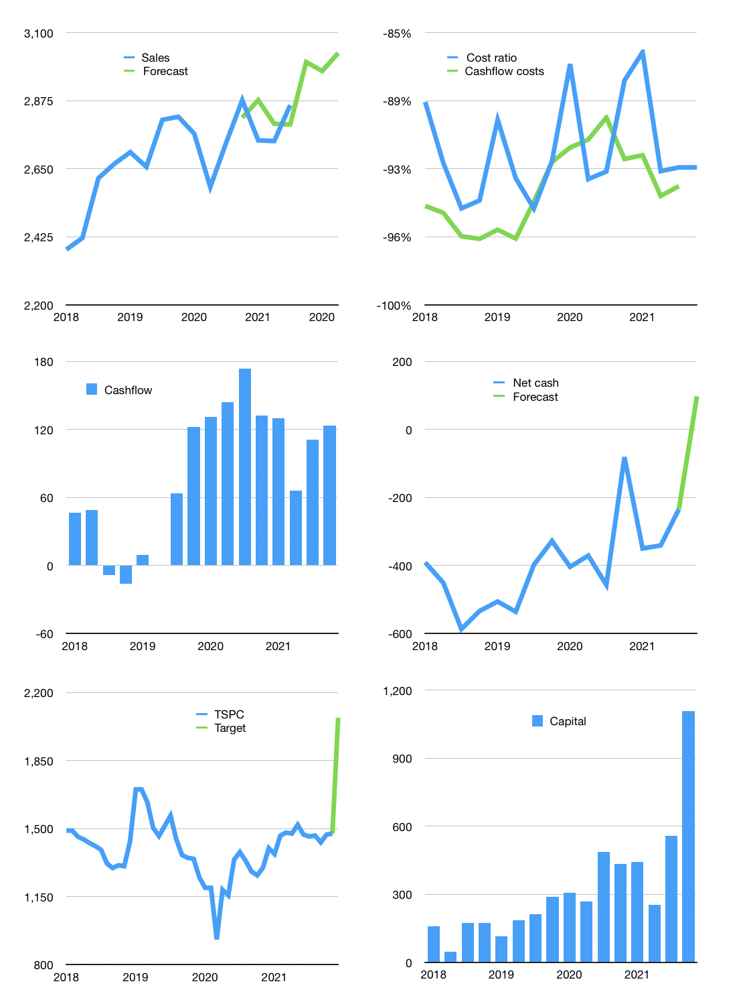 3,100
Sales
Forecast
2,875
2,650
2,425
2,200
2018 2019 2020 2021 2020
-85%
Cost ratio
Cashflow costs
-89%
-93%
-96%
-100%
2018 2019 2020 2021
180
Cashflow
120
60
0
-60
2018 2019 2020 2021
200
Net cash
Forecast
0
-200
-400
-600
2018 2019 2020 2021
2,200
TSPC
Target
1,850
1,500
1,150
800
2018 2019 2020 2021
1,200
Capital
900
600
300
0
2018 2019 2020 2021